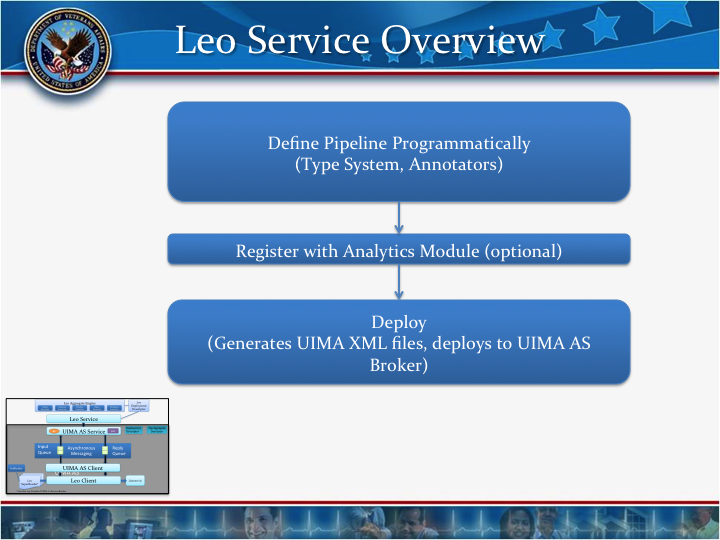 Leo Service Overview
DEPARTMENT OF VETERANS AFFAIRS
UNITED STATES OF AMERICA
Define Pipeline Programmatically
(Type System, Annotators)
Register with Analytics Module (optional)
Deploy
(Generates UIMA XML files, deploys to UIMA AS
Broker)
Leo Service
UIMA AS Service
Input
Queue
Asynchronous
Messaging
Reply
Queue
UIMA AS Client
Leo Client